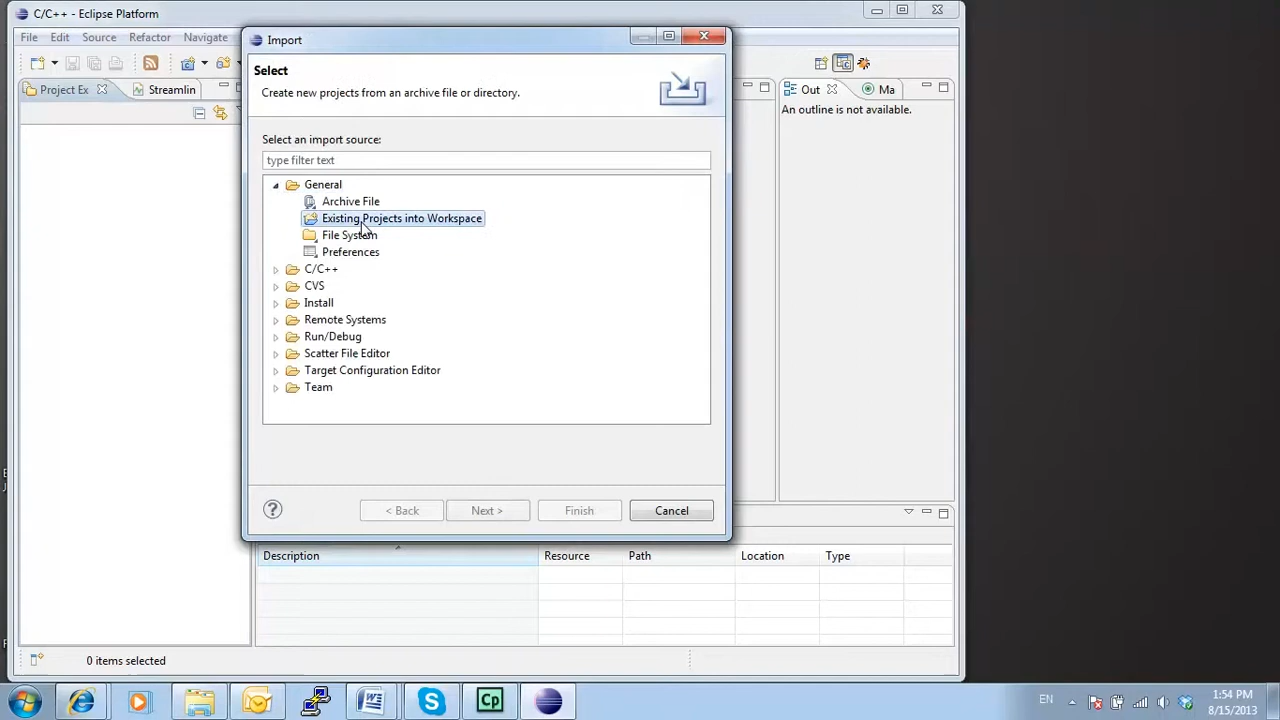 C/C++ - Eclipse Platform
File Edit Source Refactor Navigate
Import
Select
Create new projects from an archive file or directory.
Project Ex
Streamlin
Out
Ma
An outline is not available.
Select an import source:
type filter text
General
Archive File
Existing Projects into Workspace
File System
Preferences
C/C++
CVS
Install
Remote Systems
Run/Debug
Scatter File Editor
Target Configuration Editor
Team
? < Back Next > Finish Cancel
Description Resource Path Location Type
0 items selected
W S Cp
EN
1:54 PM
8/15/2013